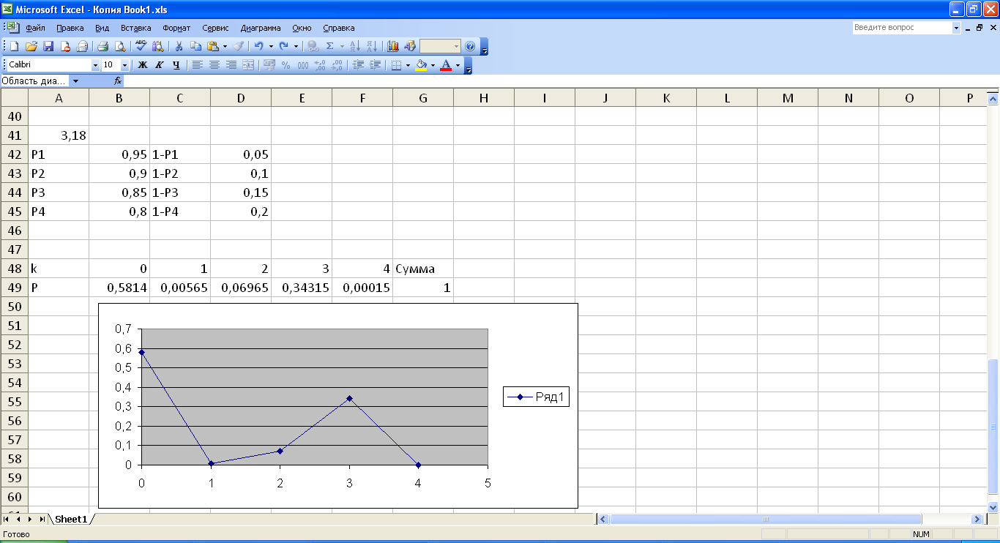 Microsoft Excel - Копия Book1.xls
Файл Правка Вид Вставка Формат Сервис Диаграмма Окно Справка Введите вопрос
Calibri 10 Ж К Ч % 000
Область диа... fx
A B C D E F G H I J K L M N O P
40
41 3,18
42 P1 0,95 1-P1 0,05
43 P2 0,9 1-P2 0,1
44 P3 0,85 1-P3 0,15
45 P4 0,8 1-P4 0,2
46
47
48 k 0 1 2 3 4 Сумма
49 P 0,5814 0,00565 0,06965 0,34315 0,00015 1
50
51
52
53
54
55
56
57
58
59
60
0,7
0,6
0,5
0,4
0,3
0,2
0,1
0
0 1 2 3 4 5
Ряд1
Sheet1
Готово NUM